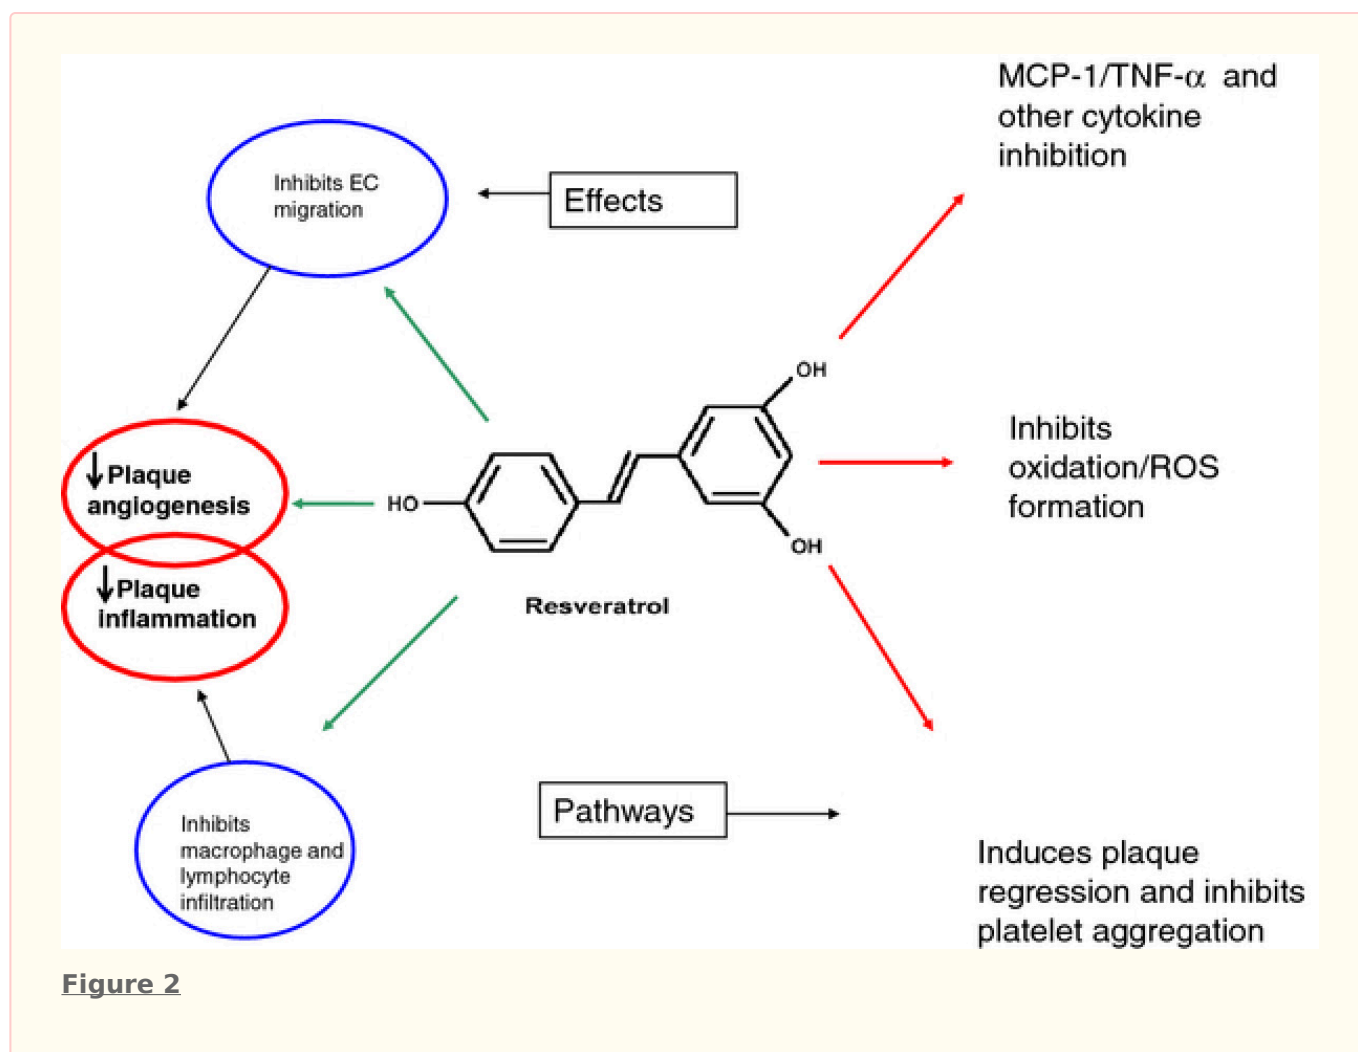 MCP-1/TNF-α and
other cytokine
inhibition
Inhibits EC
migration
Effects
OH
Inhibits
oxidation/ROS
formation
↓Plaque
angiogenesis
HO
OH
↓Plaque
inflammation
Resveratrol
Pathways
Inhibits
macrophage and
lymphocyte
infiltration
Induces plaque
regression and inhibits
platelet aggregation
Figure 2